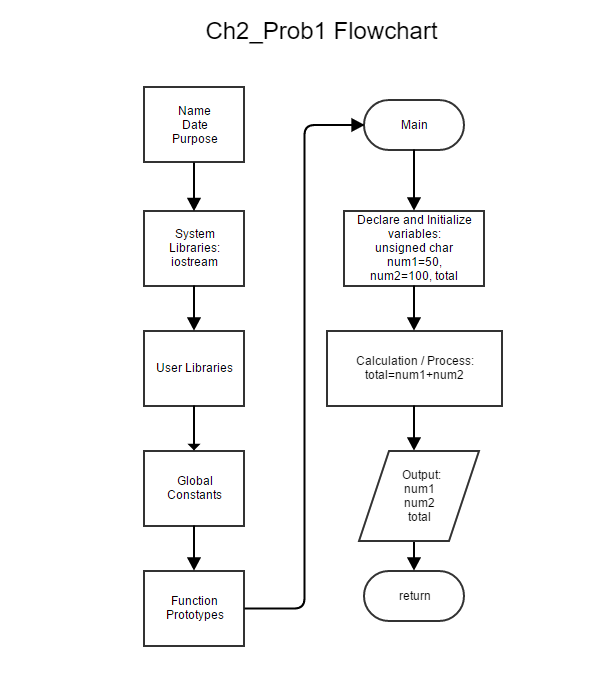 Ch2_Prob1 Flowchart
Name
Date
Purpose
System
Libraries:
iostream
User Libraries
Global
Constants
Function
Prototypes
Main
Declare and Initialize
variables:
unsigned char
num1=50,
num2=100, total
Calculation / Process:
total=num1+num2
Output:
num1
num2
total
return